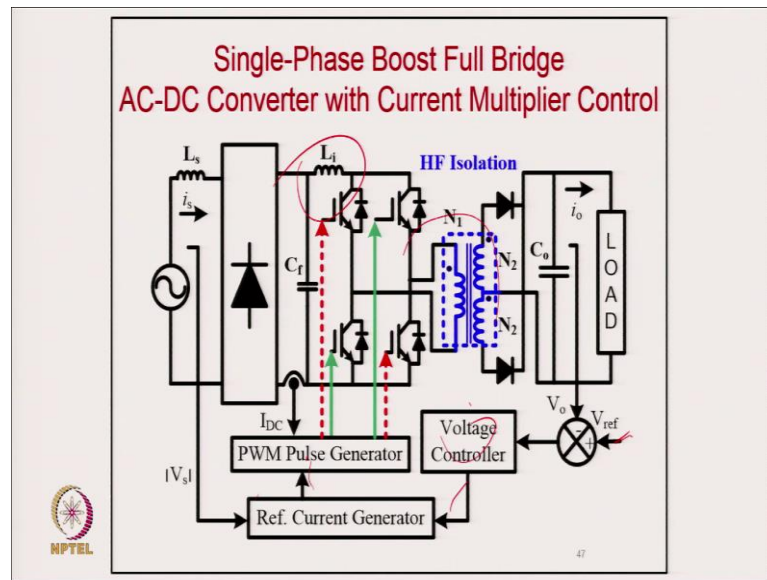 Single-Phase Boost Full Bridge
AC-DC Converter with Current Multiplier Control
Ls
is
Li
Cf
HF Isolation
N1
N2
N2
Co
io
LOAD
IDC
Vo
Vref
-
+
PWM Pulse Generator
Voltage
Controller
|Vs|
Ref. Current Generator
NPTEL
47